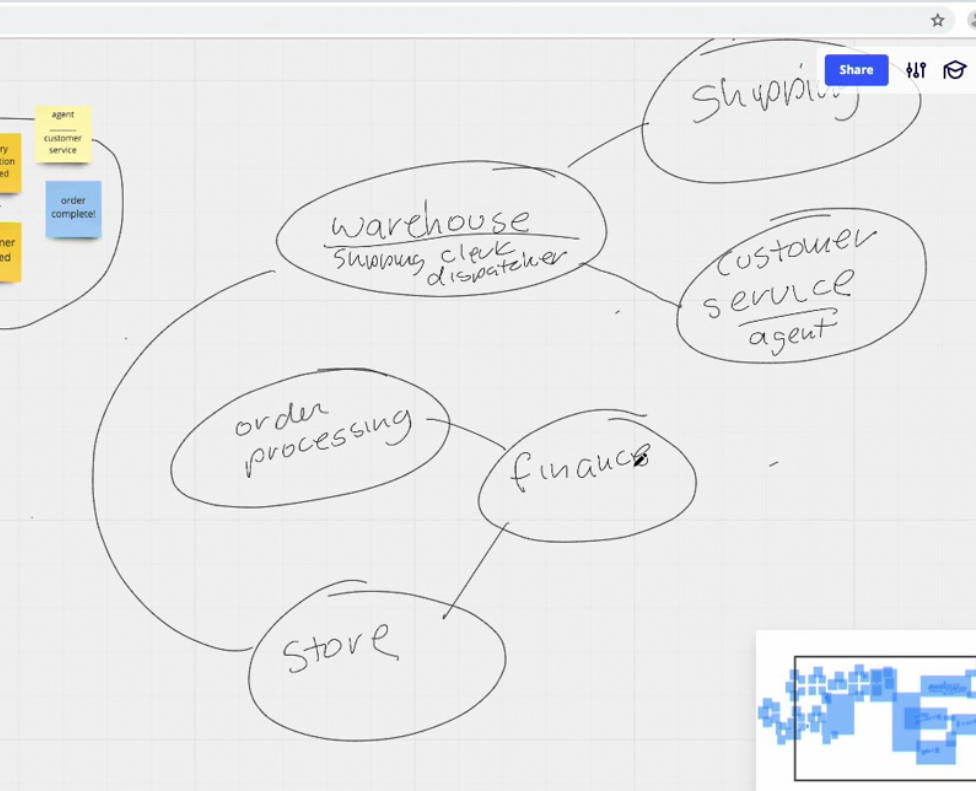 Share
Shipping
agent
customer
service
order
complete!
ry
tion
ed
ner
ed
warehouse
Shipping clerk
dispatcher
customer
service
agent
order
processing
finance
store